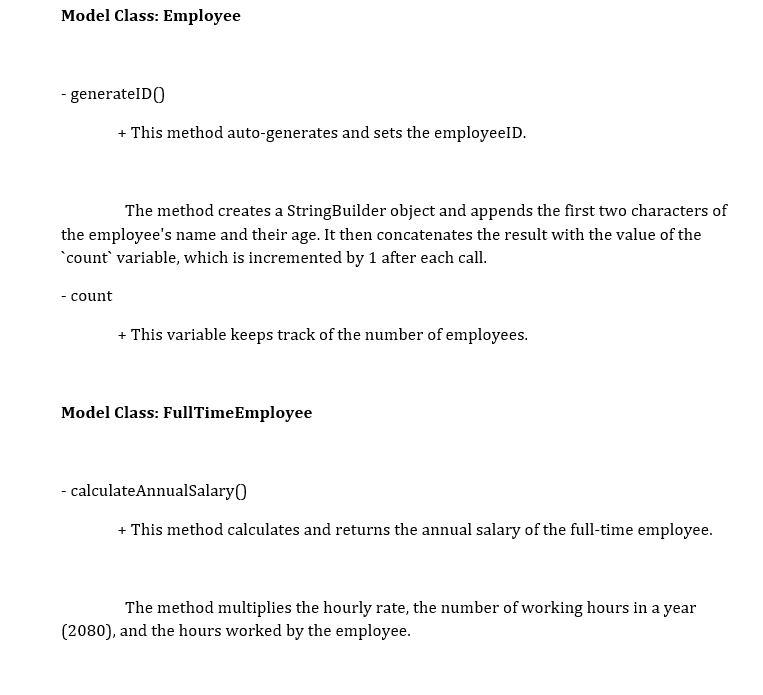 Model Class: Employee
- generateID()
+ This method auto-generates and sets the employeeID.
The method creates a StringBuilder object and appends the first two characters of
the employee's name and their age. It then concatenates the result with the value of the
`count` variable, which is incremented by 1 after each call.
- count
+ This variable keeps track of the number of employees.
Model Class: FullTimeEmployee
- calculateAnnualSalary()
+ This method calculates and returns the annual salary of the full-time employee.
The method multiplies the hourly rate, the number of working hours in a year
(2080), and the hours worked by the employee.